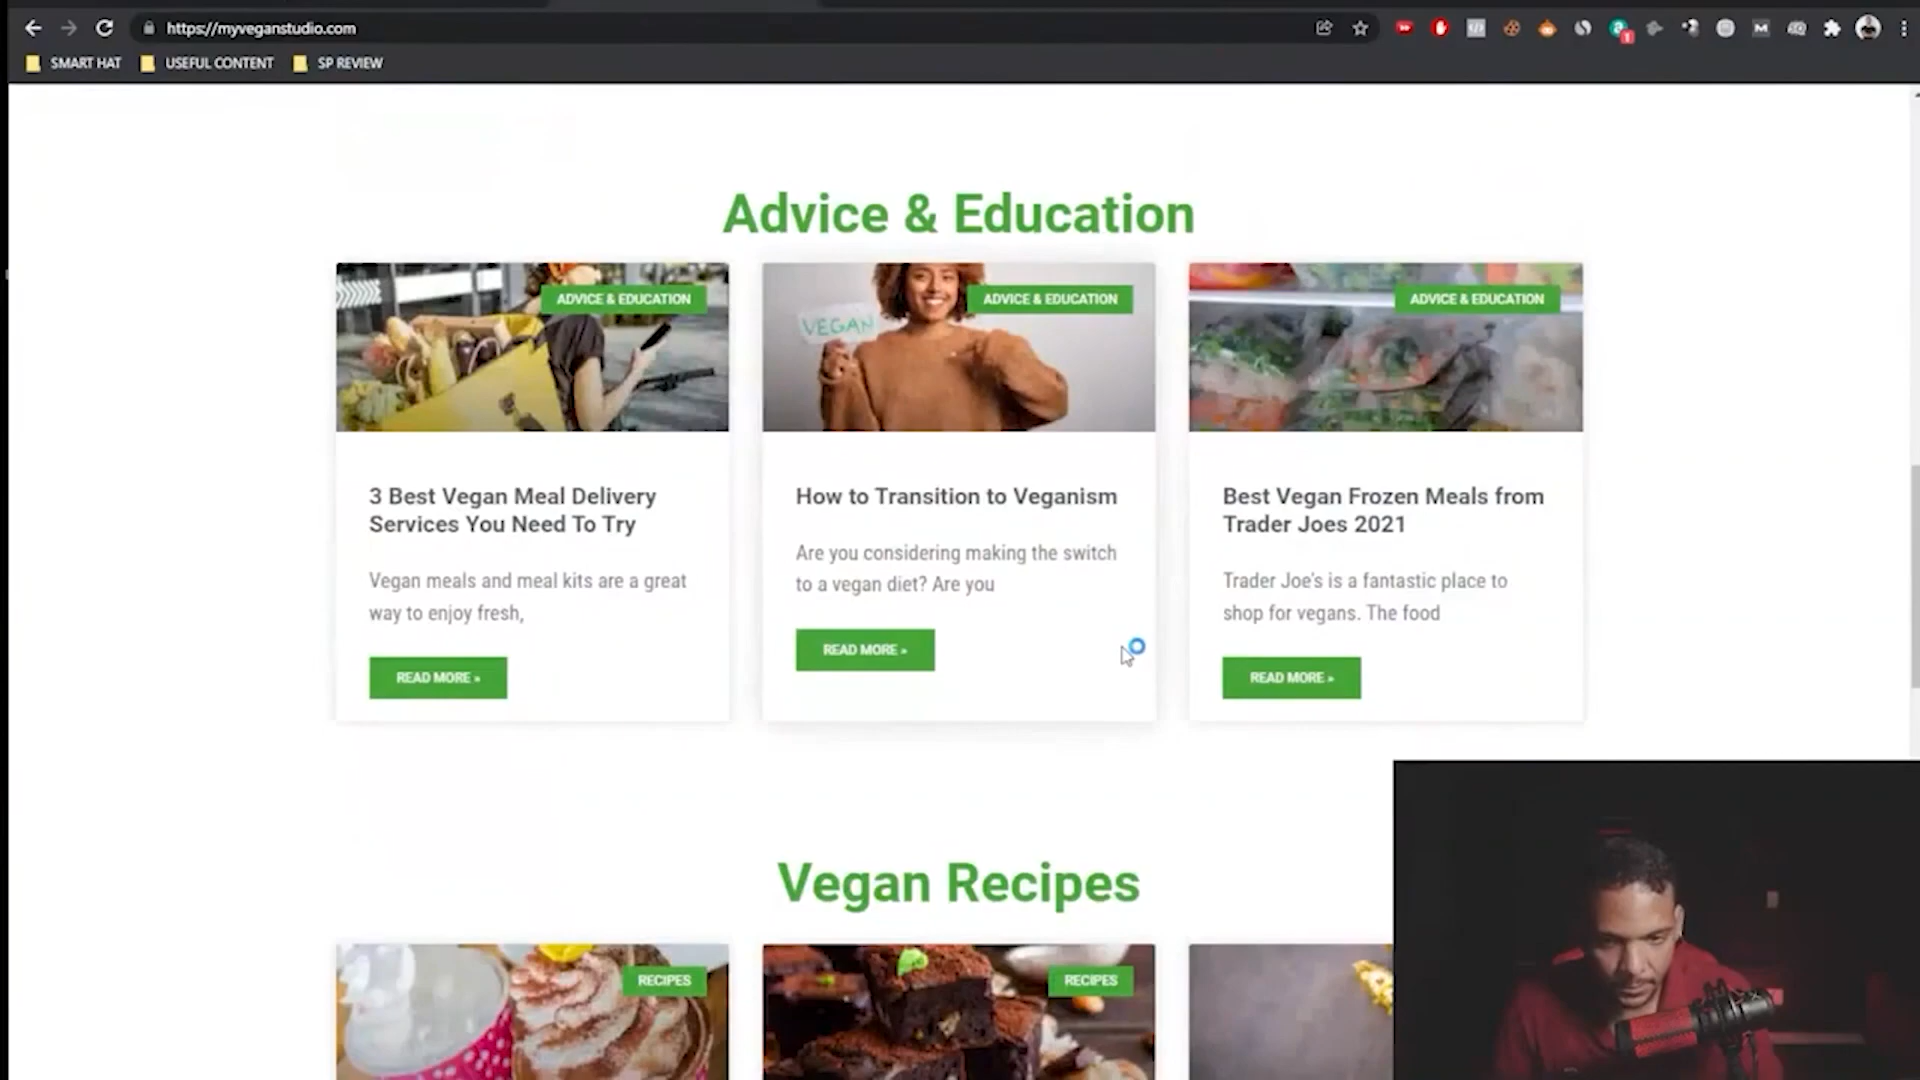 https://myveganstudio.com
SMART HAT USEFUL CONTENT SP REVIEW
Advice & Education
ADVICE & EDUCATION
VEGAN
ADVICE & EDUCATION
ADVICE & EDUCATION
3 Best Vegan Meal Delivery
Services You Need To Try
Vegan meals and meal kits are a great
way to enjoy fresh,
READ MORE »
How to Transition to Veganism
Are you considering making the switch
to a vegan diet? Are you
READ MORE »
Best Vegan Frozen Meals from
Trader Joes 2021
Trader Joe's is a fantastic place to
shop for vegans. The food
READ MORE »
Vegan Recipes
RECIPES
RECIPES